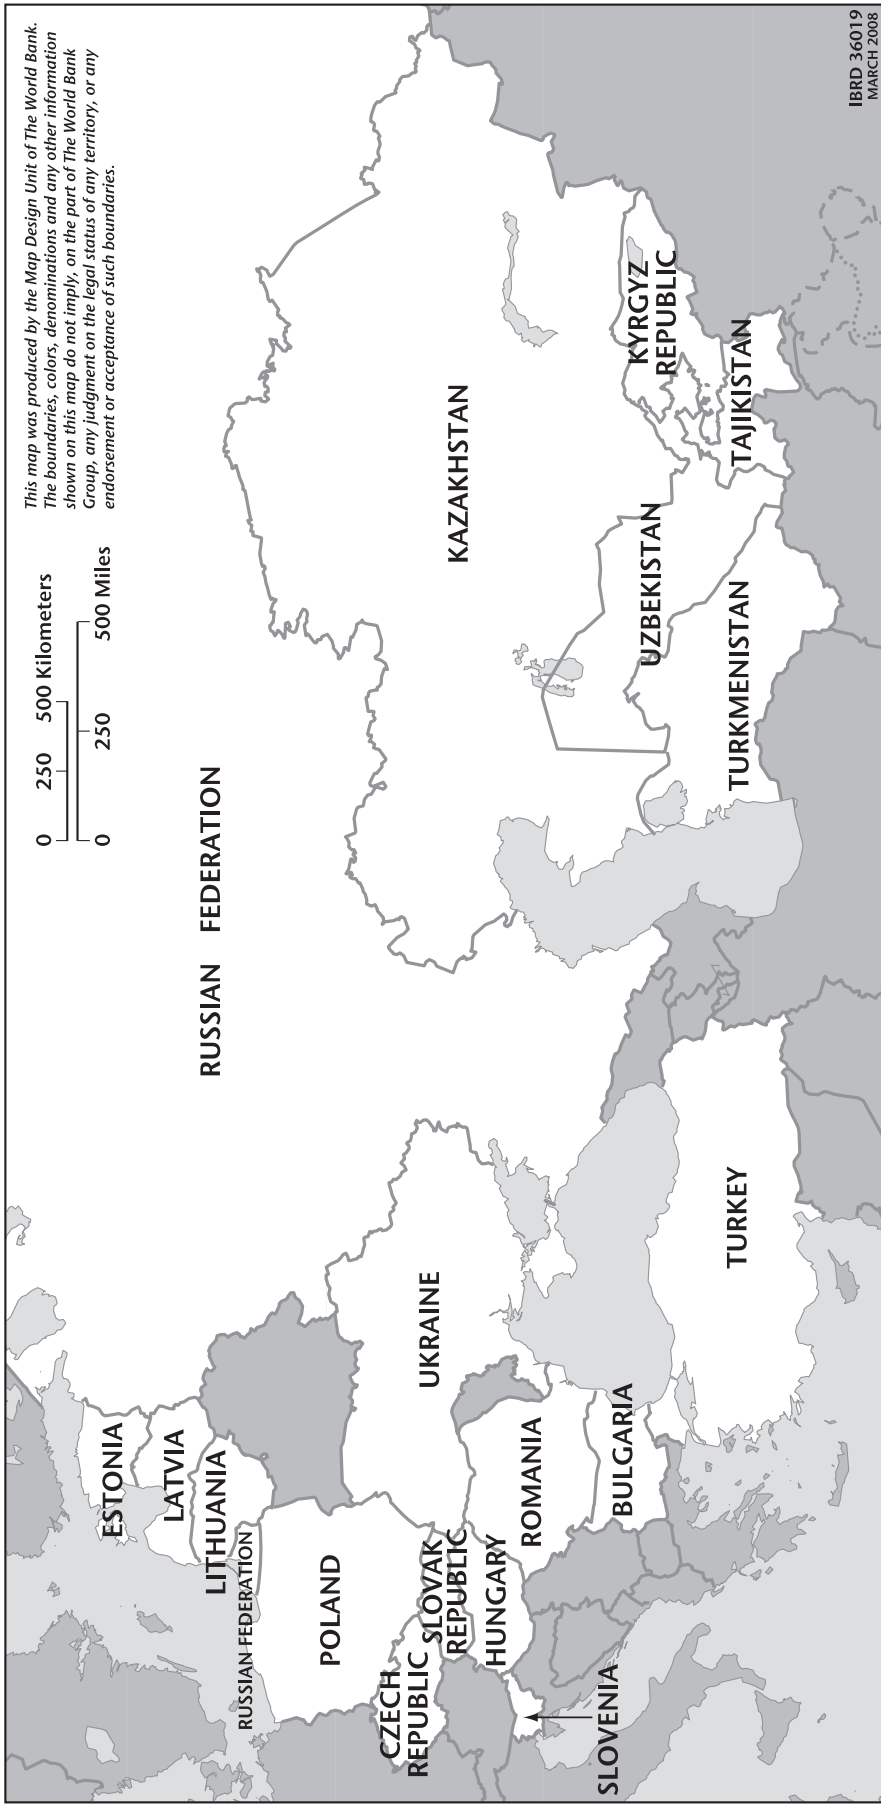 This map was produced by the Map Design Unit of The World Bank.
The boundaries, colors, denominations and any other information
shown on this map do not imply, on the part of The World Bank
Group, any judgment on the legal status of any territory, or any
endorsement or acceptance of such boundaries.
0 250 500 Kilometers
0 250 500 Miles
RUSSIAN FEDERATION
ESTONIA
LATVIA
LITHUANIA
RUSSIAN FEDERATION
POLAND
CZECH
REPUBLIC
SLOVAK
REPUBLIC
HUNGARY
SLOVENIA
UKRAINE
ROMANIA
BULGARIA
TURKEY
KAZAKHSTAN
UZBEKISTAN
TURKMENISTAN
KYRGYZ
REPUBLIC
TAJIKISTAN
IBRD 36019
MARCH 2008